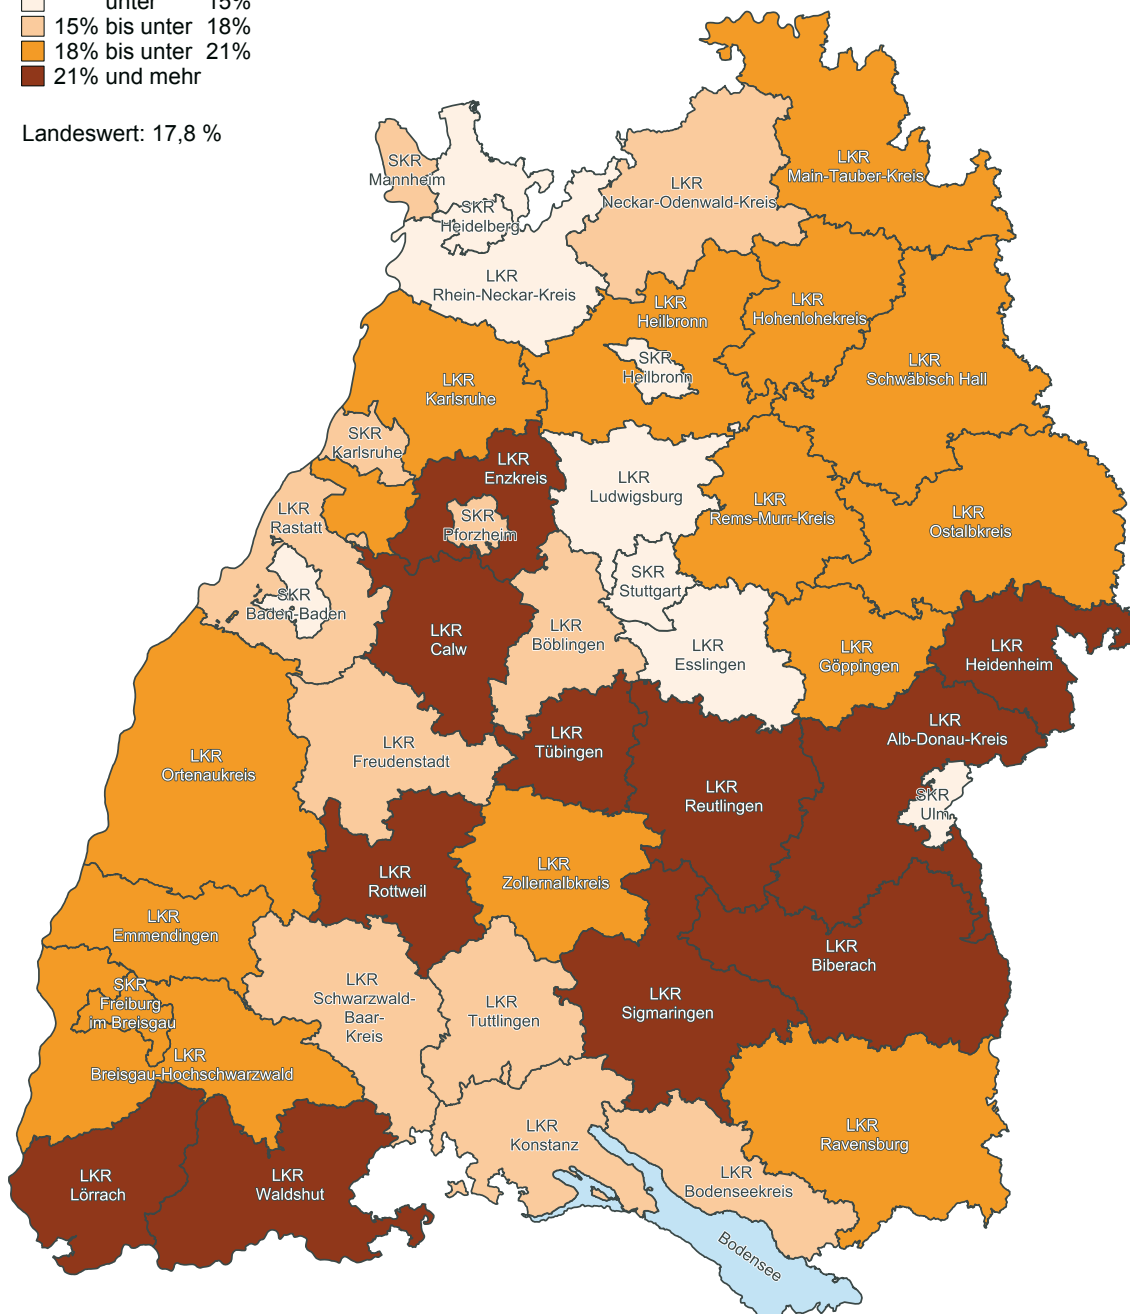 unter 15%
15% bis unter 18%
18% bis unter 21%
21% und mehr
Landeswert: 17,8 %
LKR
Main-Tauber-Kreis
SKR
Mannheim
LKR
Neckar-Odenwald-Kreis
SKR
Heidelberg
LKR
Rhein-Neckar-Kreis
LKR
Heilbronn
LKR
Hohenlohekreis
SKR
Heilbronn
LKR
Schwäbisch Hall
LKR
Karlsruhe
SKR
Karlsruhe
LKR
Enzkreis
LKR
Ludwigsburg
LKR
Rems-Murr-Kreis
LKR
Ostalbkreis
LKR
Rastatt
SKR
Pforzheim
SKR
Stuttgart
SKR
Baden-Baden
LKR
Calw
LKR
Böblingen
LKR
Esslingen
LKR
Göppingen
LKR
Heidenheim
LKR
Alb-Donau-Kreis
LKR
Ortenaukreis
LKR
Freudenstadt
LKR
Tübingen
LKR
Reutlingen
SKR
Ulm
LKR
Rottweil
LKR
Zollernalbkreis
LKR
Emmendingen
LKR
Biberach
SKR
Freiburg
im Breisgau
LKR
Schwarzwald-
Baar-
Kreis
LKR
Tuttlingen
LKR
Sigmaringen
LKR
Breisgau-Hochschwarzwald
LKR
Konstanz
LKR
Ravensburg
LKR
Lörrach
LKR
Waldshut
LKR
Bodenseekreis
Bodensee